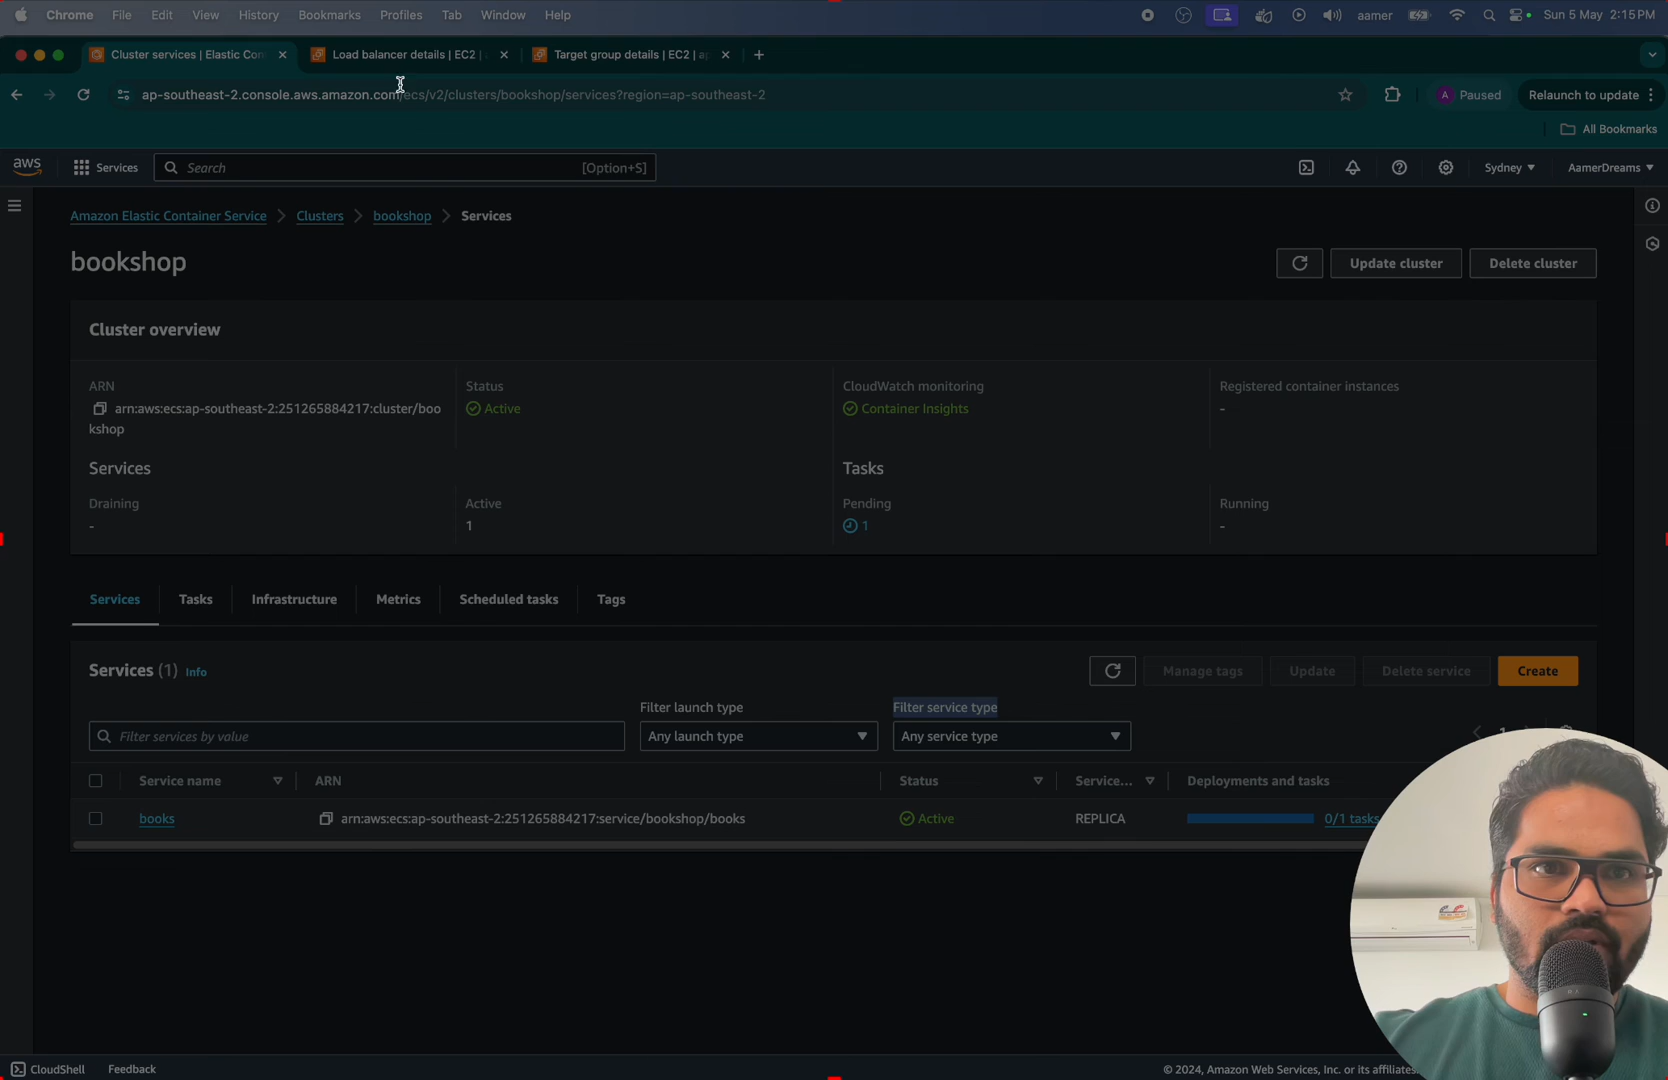 Chrome File Edit View History Bookmarks Profiles Tab Window Help aamer Sun 5 May 2:15PM
Cluster services | Elastic Con Load balancer details | EC2 | Target group details | EC2 | ap
ap-southeast-2.console.aws.amazon.com/ecs/v2/clusters/bookshop/services?region=ap-southeast-2 A Paused Relaunch to update
All Bookmarks
aws Services Search [Option+S] Sydney AamerDreams
Amazon Elastic Container Service Clusters bookshop Services
bookshop Update cluster Delete cluster
Cluster overview
ARN Status CloudWatch monitoring Registered container instances
arn:aws:ecs:ap-southeast-2:251265884217:cluster/boo Active Container Insights -
kshop
Services Tasks
Draining Active Pending Running
- 1 1 -
Services Tasks Infrastructure Metrics Scheduled tasks Tags
Services (1) Info Manage tags Update Delete service Create
Filter launch type Filter service type
Filter services by value Any launch type Any service type 1
Service name ARN Status Service... Deployments and tasks
books arn:aws:ecs:ap-southeast-2:251265884217:service/bookshop/books Active REPLICA 0/1 tasks
CloudShell Feedback © 2024, Amazon Web Services, Inc. or its affiliates.